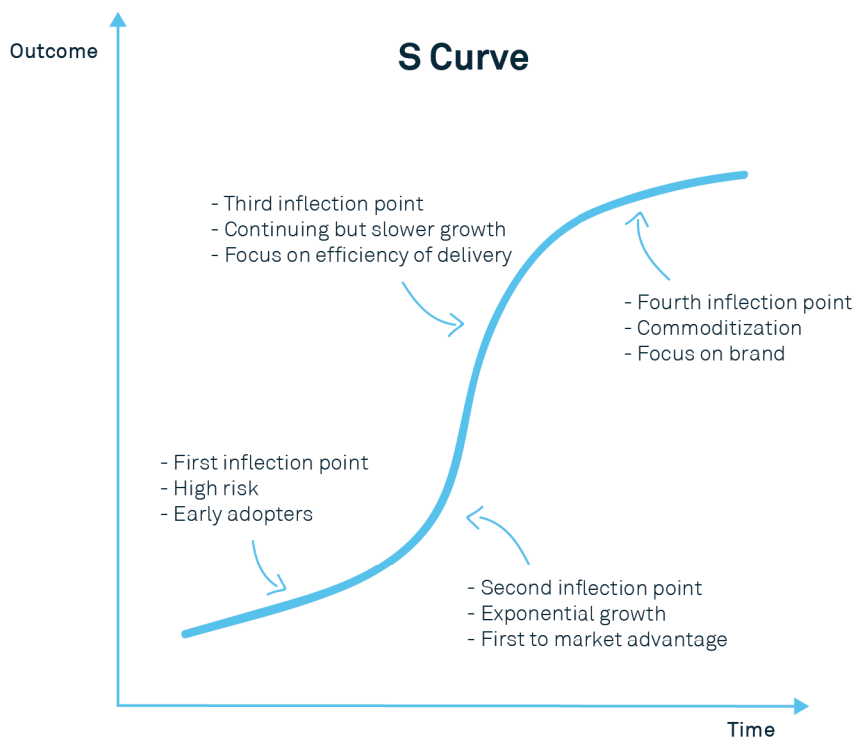 Outcome
S Curve
- Third inflection point
- Continuing but slower growth
- Focus on efficiency of delivery
- Fourth inflection point
- Commoditization
- Focus on brand
- First inflection point
- High risk
- Early adopters
- Second inflection point
- Exponential growth
- First to market advantage
Time